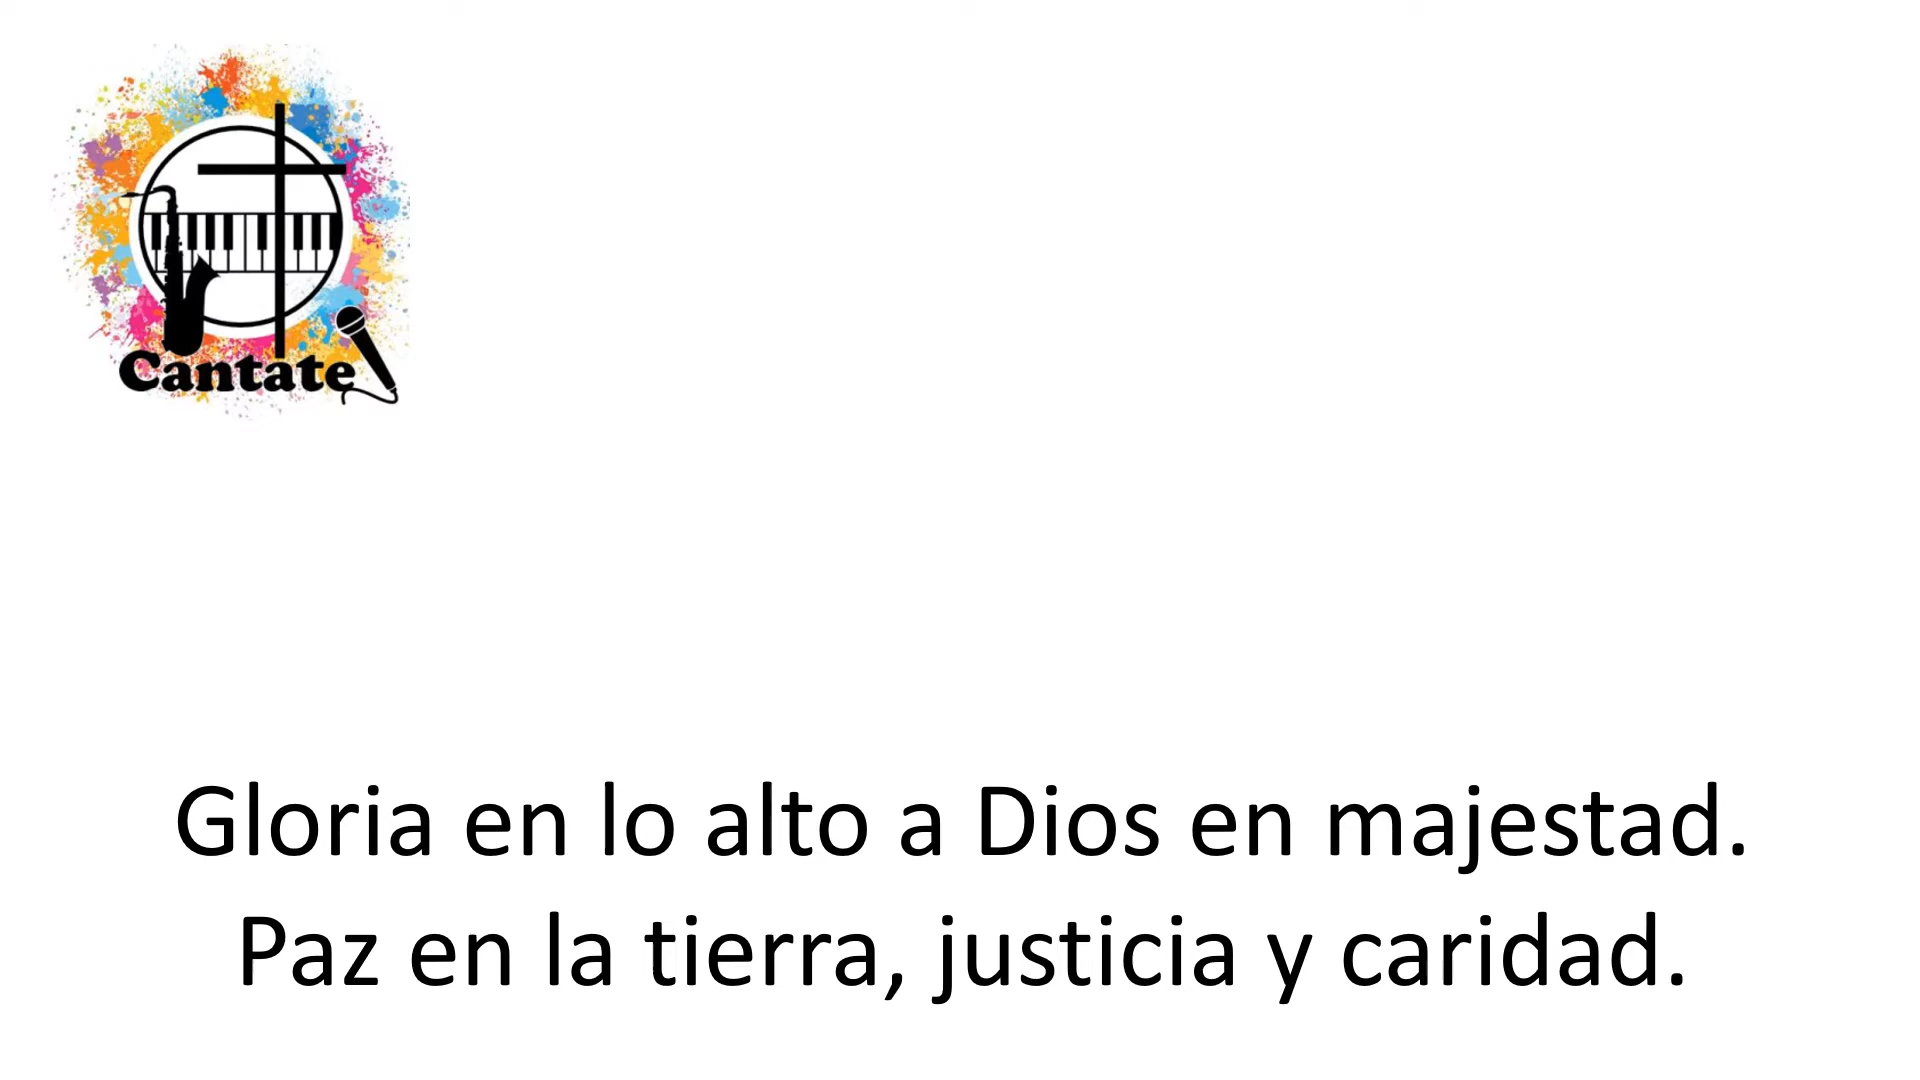 Cantate
Gloria en lo alto a Dios en majestad.
Paz en la tierra, justicia y caridad.